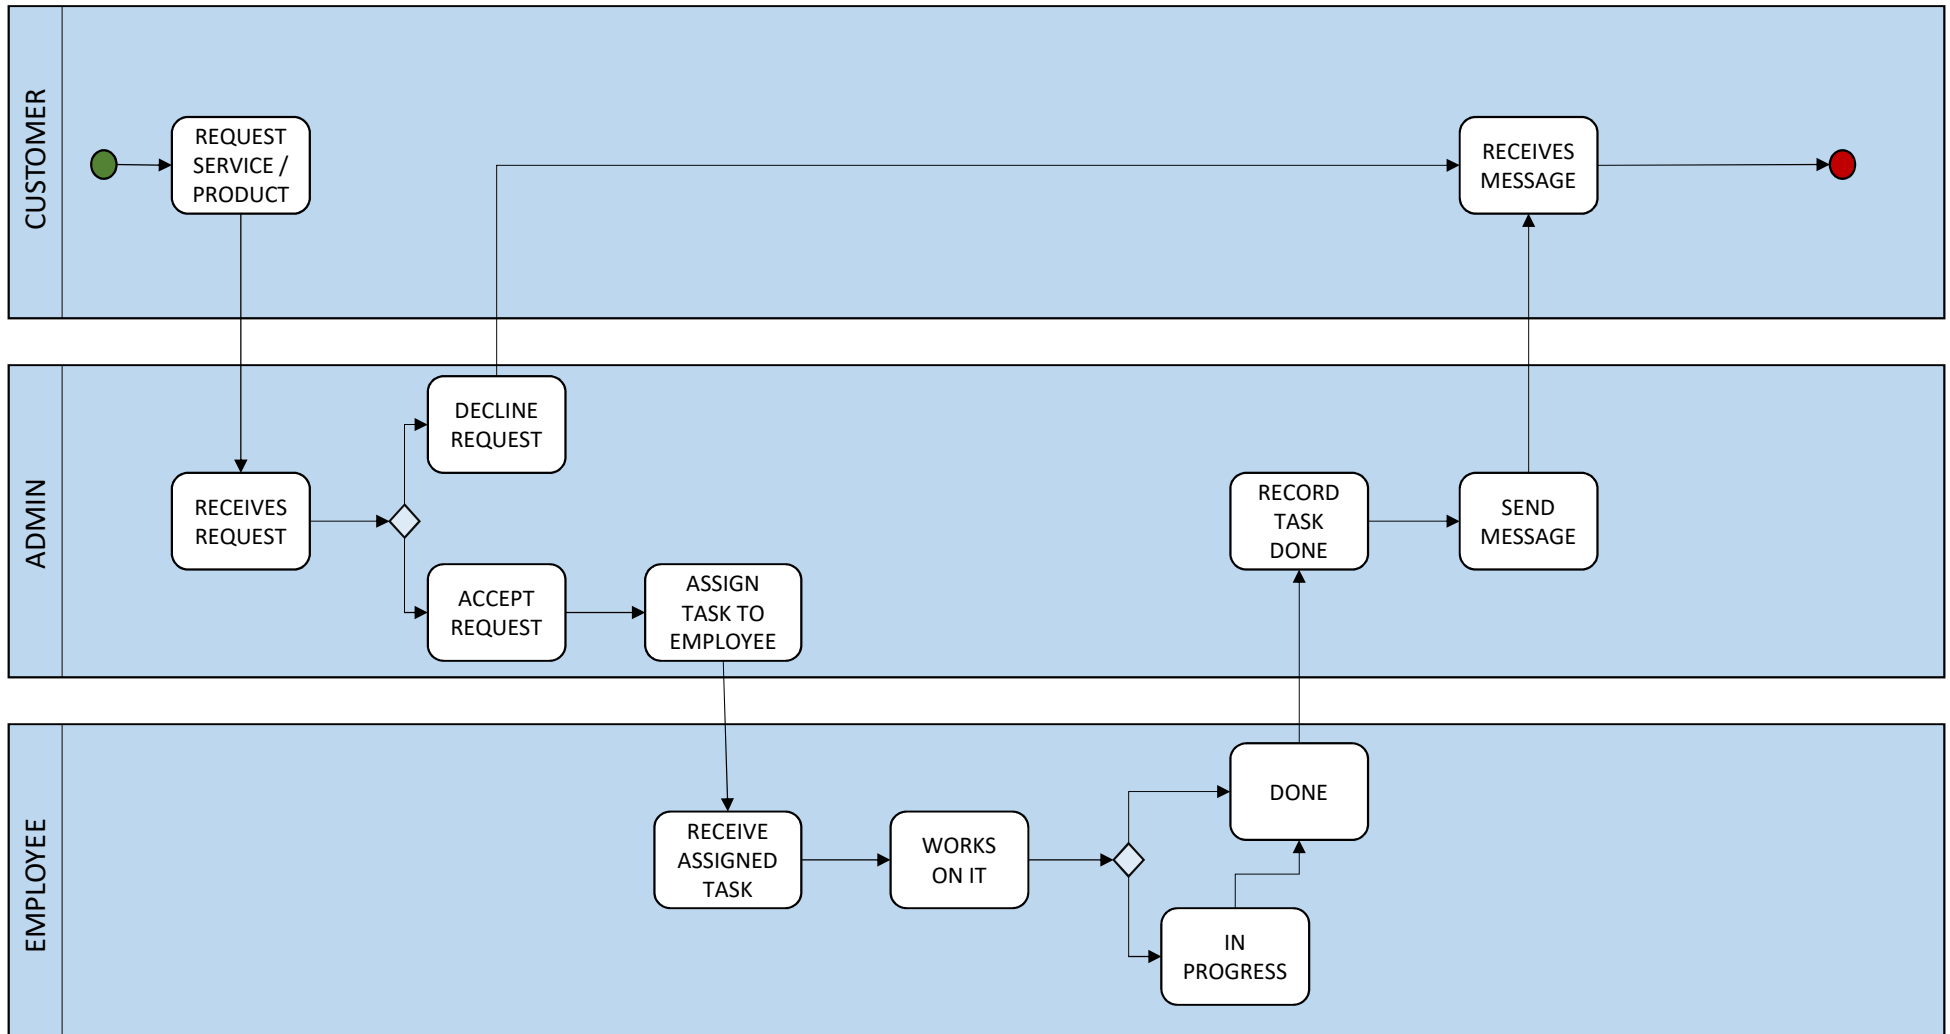 CUSTOMER
REQUEST
SERVICE /
PRODUCT
RECEIVES
MESSAGE
ADMIN
DECLINE
REQUEST
RECEIVES
REQUEST
ACCEPT
REQUEST
ASSIGN
TASK TO
EMPLOYEE
RECORD
TASK
DONE
SEND
MESSAGE
EMPLOYEE
RECEIVE
ASSIGNED
TASK
WORKS
ON IT
DONE
IN
PROGRESS